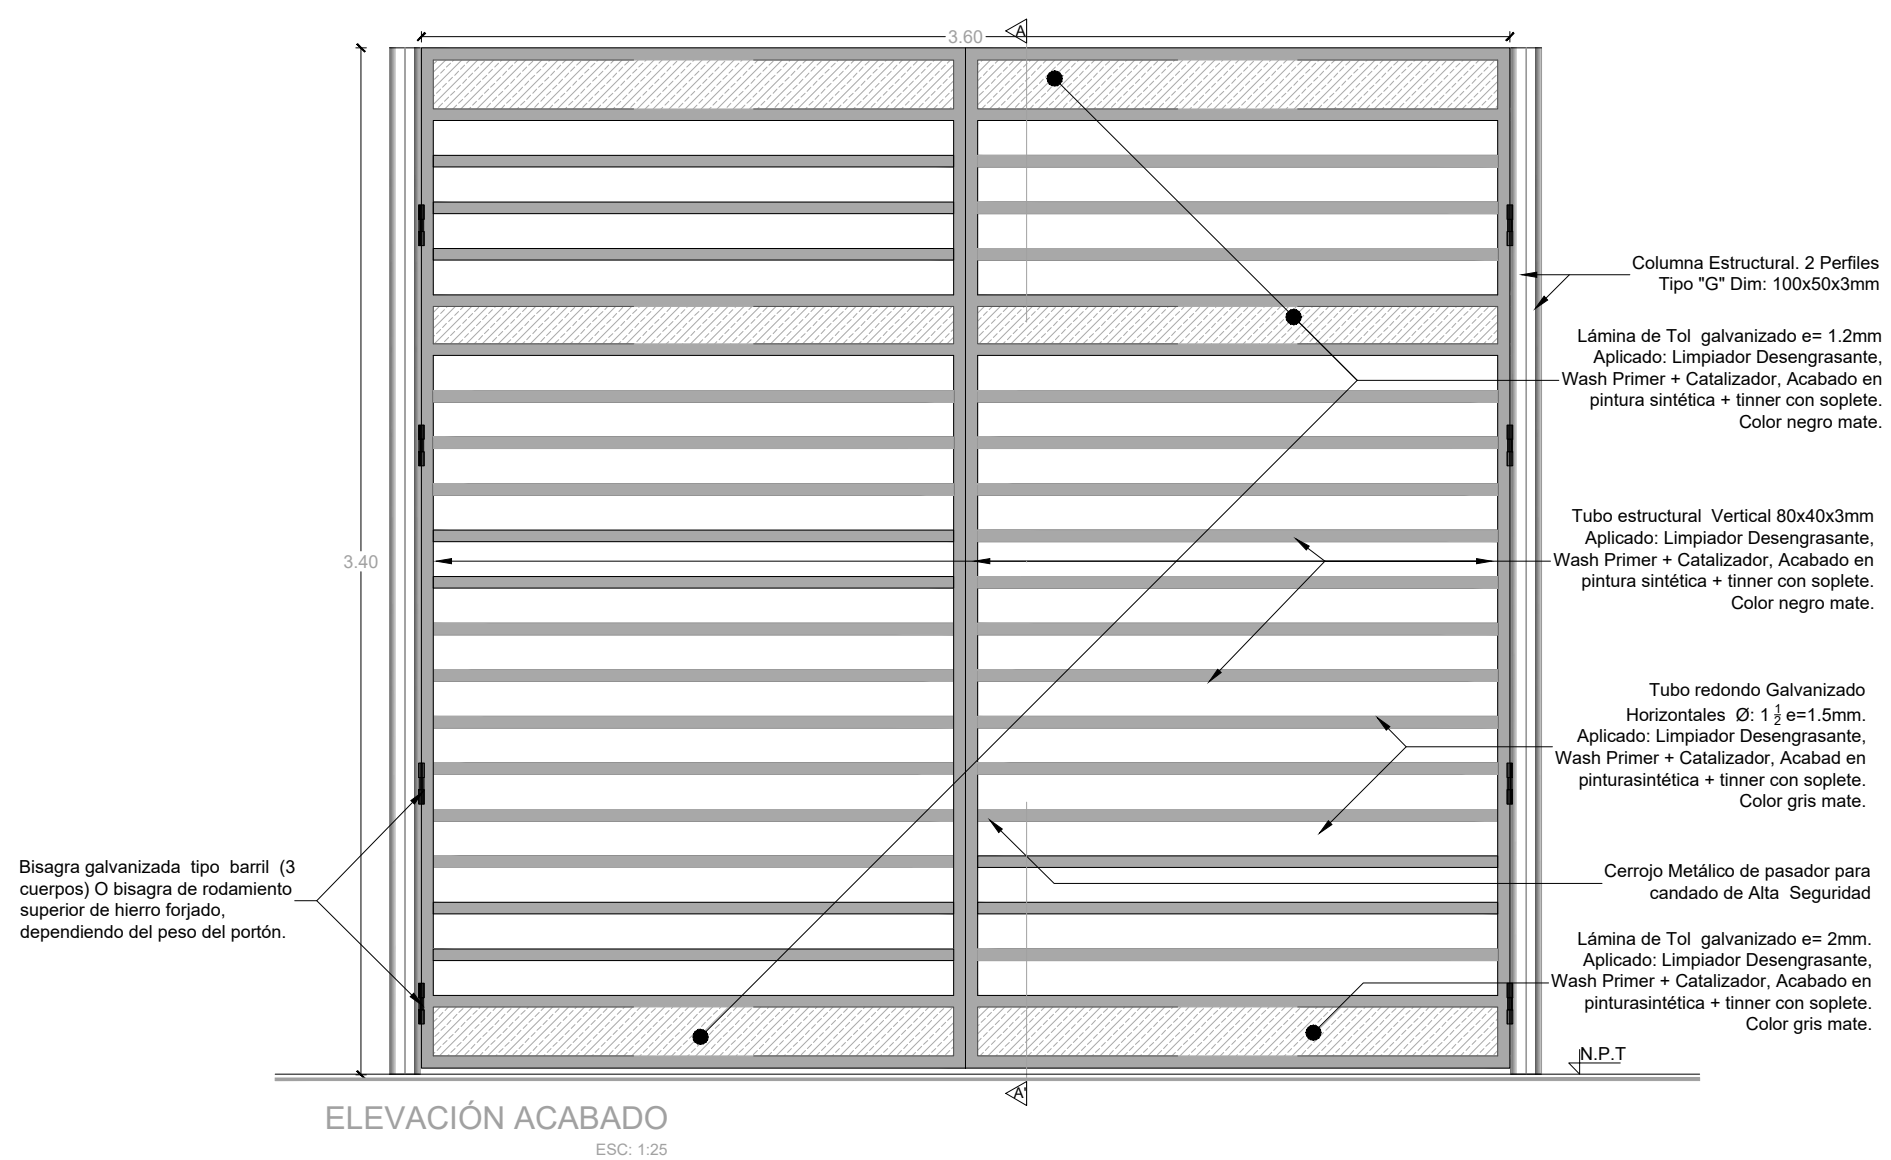 3.60
A
3.40
Columna Estructural. 2 Perfiles
Tipo "G" Dim: 100x50x3mm
Lámina de Tol galvanizado e= 1.2mm
Aplicado: Limpiador Desengrasante,
Wash Primer + Catalizador, Acabado en
pintura sintética + tinner con soplete.
Color negro mate.
Tubo estructural Vertical 80x40x3mm
Aplicado: Limpiador Desengrasante,
Wash Primer + Catalizador, Acabado en
pintura sintética + tinner con soplete.
Color negro mate.
Tubo redondo Galvanizado
Horizontales Ø: 1 1/2 e=1.5mm.
Aplicado: Limpiador Desengrasante,
Wash Primer + Catalizador, Acabad en
pinturasintética + tinner con soplete.
Color gris mate.
Bisagra galvanizada tipo barril (3
cuerpos) O bisagra de rodamiento
superior de hierro forjado,
dependiendo del peso del portón.
Cerrojo Metálico de pasador para
candado de Alta Seguridad
Lámina de Tol galvanizado e= 2mm.
Aplicado: Limpiador Desengrasante,
Wash Primer + Catalizador, Acabado en
pinturasintética + tinner con soplete.
Color gris mate.
N.P.T
A'
ELEVACIÓN ACABADO
ESC: 1:25